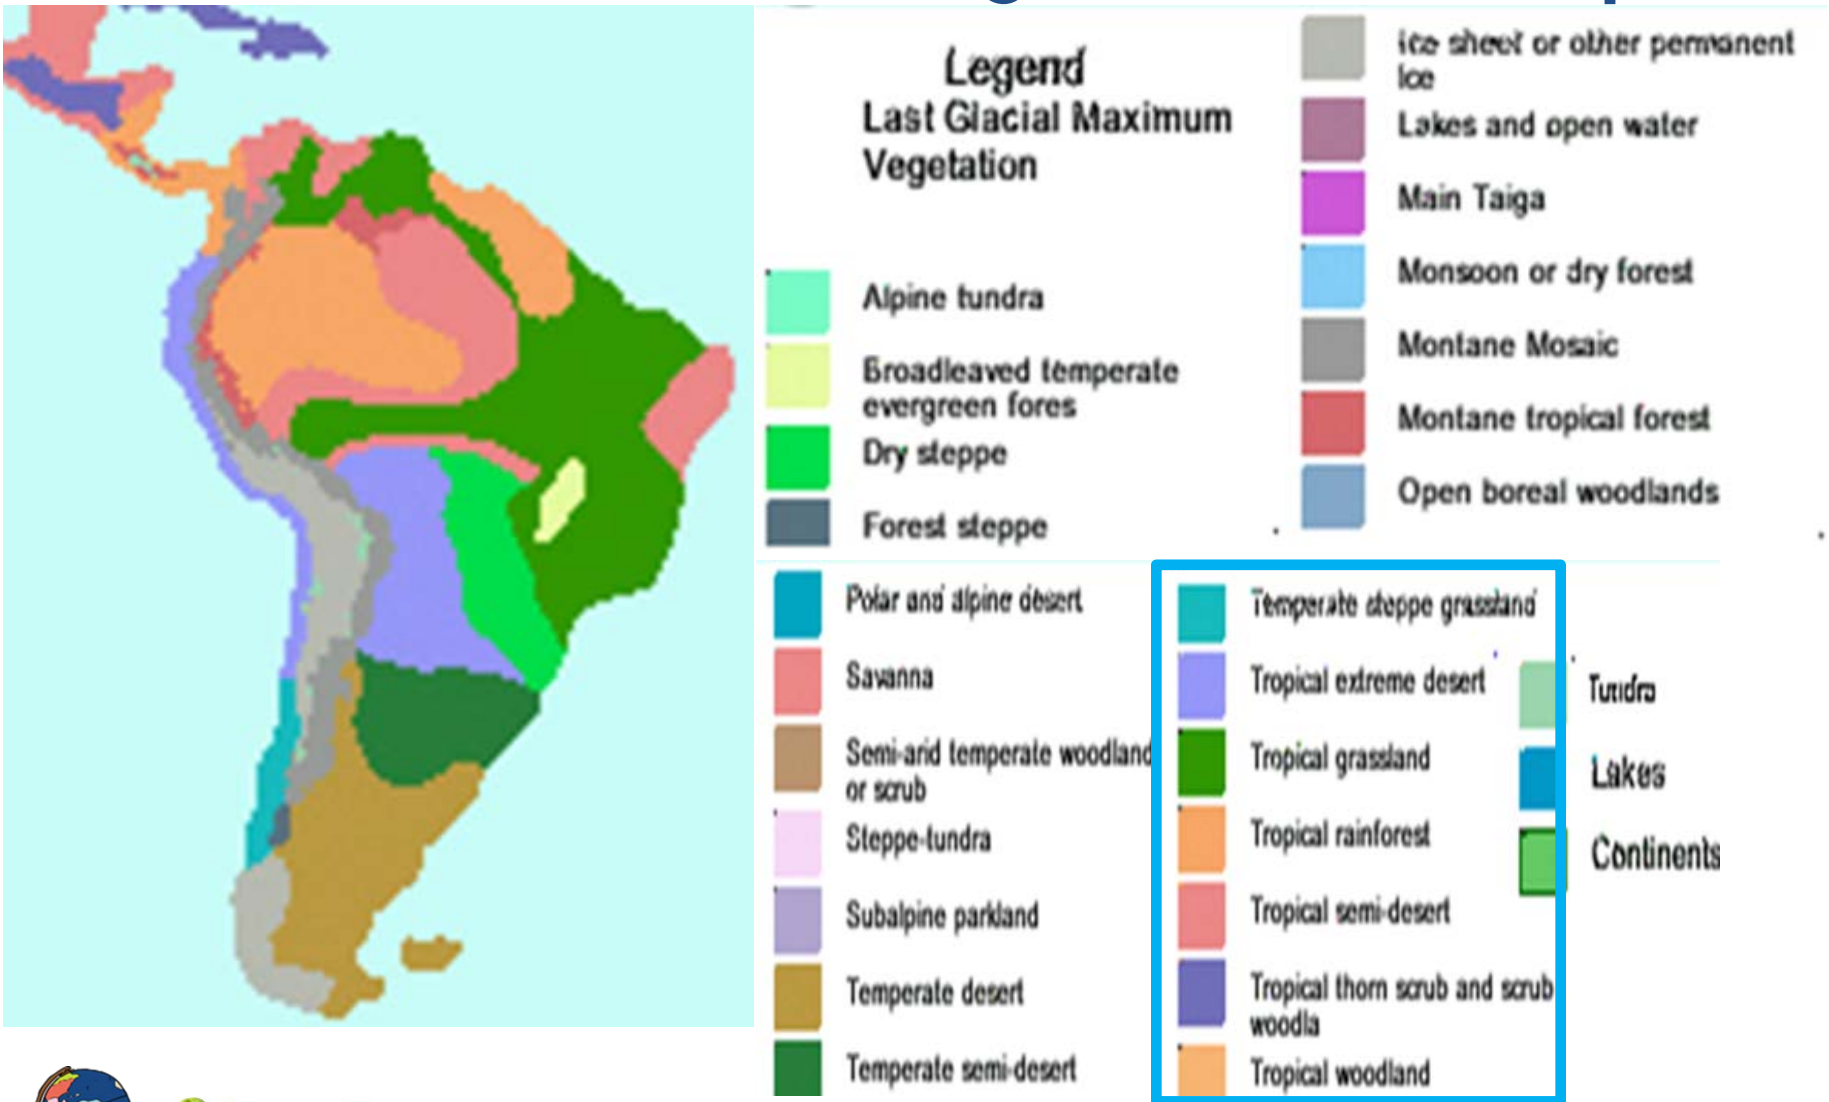 Legend
Last Glacial Maximum
Vegetation
Alpine tundra
Broadleaved temperate
evergreen fores
Dry steppe
Forest steppe
Ice sheet or other permanent
Ice
Lakes and open water
Main Taiga
Monsoon or dry forest
Montane Mosaic
Montane tropical forest
Open boreal woodlands
Polar and alpine desert
Savanna
Semi-arid temperate woodland
or scrub
Steppe-tundra
Subalpine parkland
Temperate desert
Temperate semi-desert
Temperate steppe grassland
Tropical extreme desert
Tropical grassland
Tropical rainforest
Tropical semi-desert
Tropical thorn scrub and scrub
woodla
Tropical woodland
Tundra
Lakes
Continents